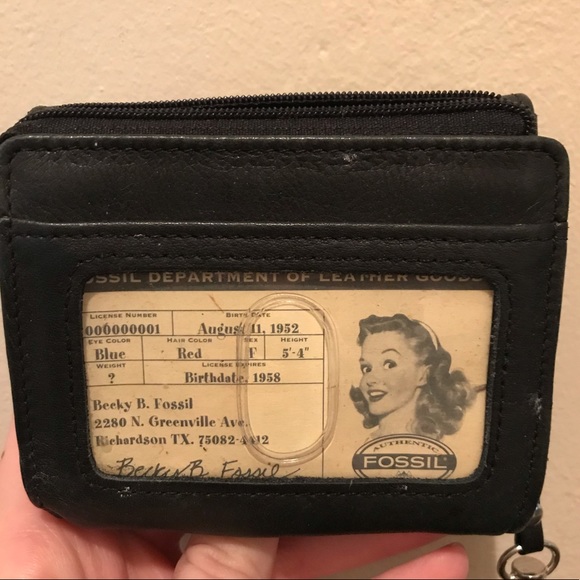 FOSSIL DEPARTMENT OF LEATHER GOODS
LICENSE NUMBER BIRTH DATE
000000001 August 11, 1952
EYE COLOR HAIR COLOR SEX HEIGHT
Blue Red F 5'-4"
WEIGHT LICENSE EXPIRES
? Birthdate, 1958
Becky B. Fossil
2280 N. Greenville Ave.
Richardson TX. 75082-4412
Becky B. Fossil
AUTHENTIC
FOSSIL